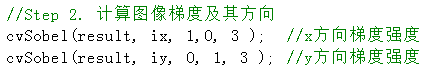 //Step 2. 计算图像梯度及其方向
cvSobel(result, ix, 1,0, 3 );  //x方向梯度强度
cvSobel(result, iy, 0, 1, 3 ); //y方向梯度强度